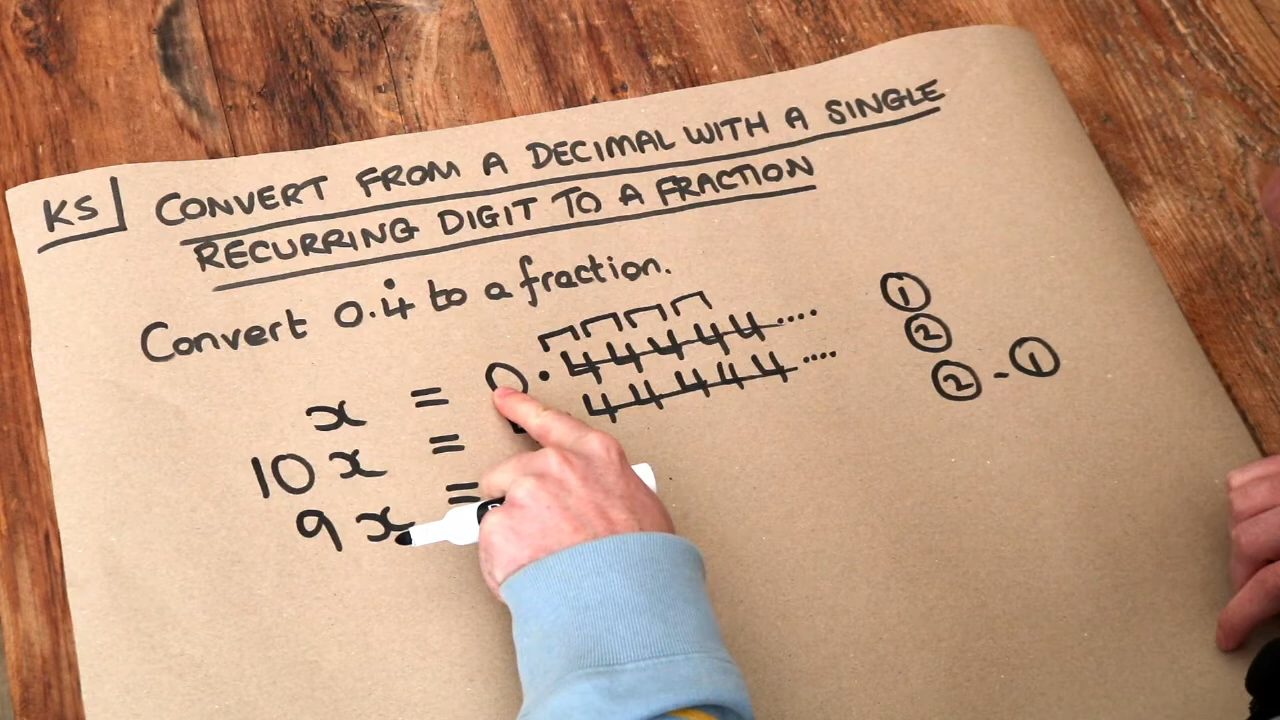 KS
CONVERT FROM A DECIMAL WITH A SINGLE
RECURRING DIGIT TO A FRACTION
Convert 0.4̇ to a fraction.
x = 0.44444.... ①
10x = 44444.... ②
9x = ② - ①